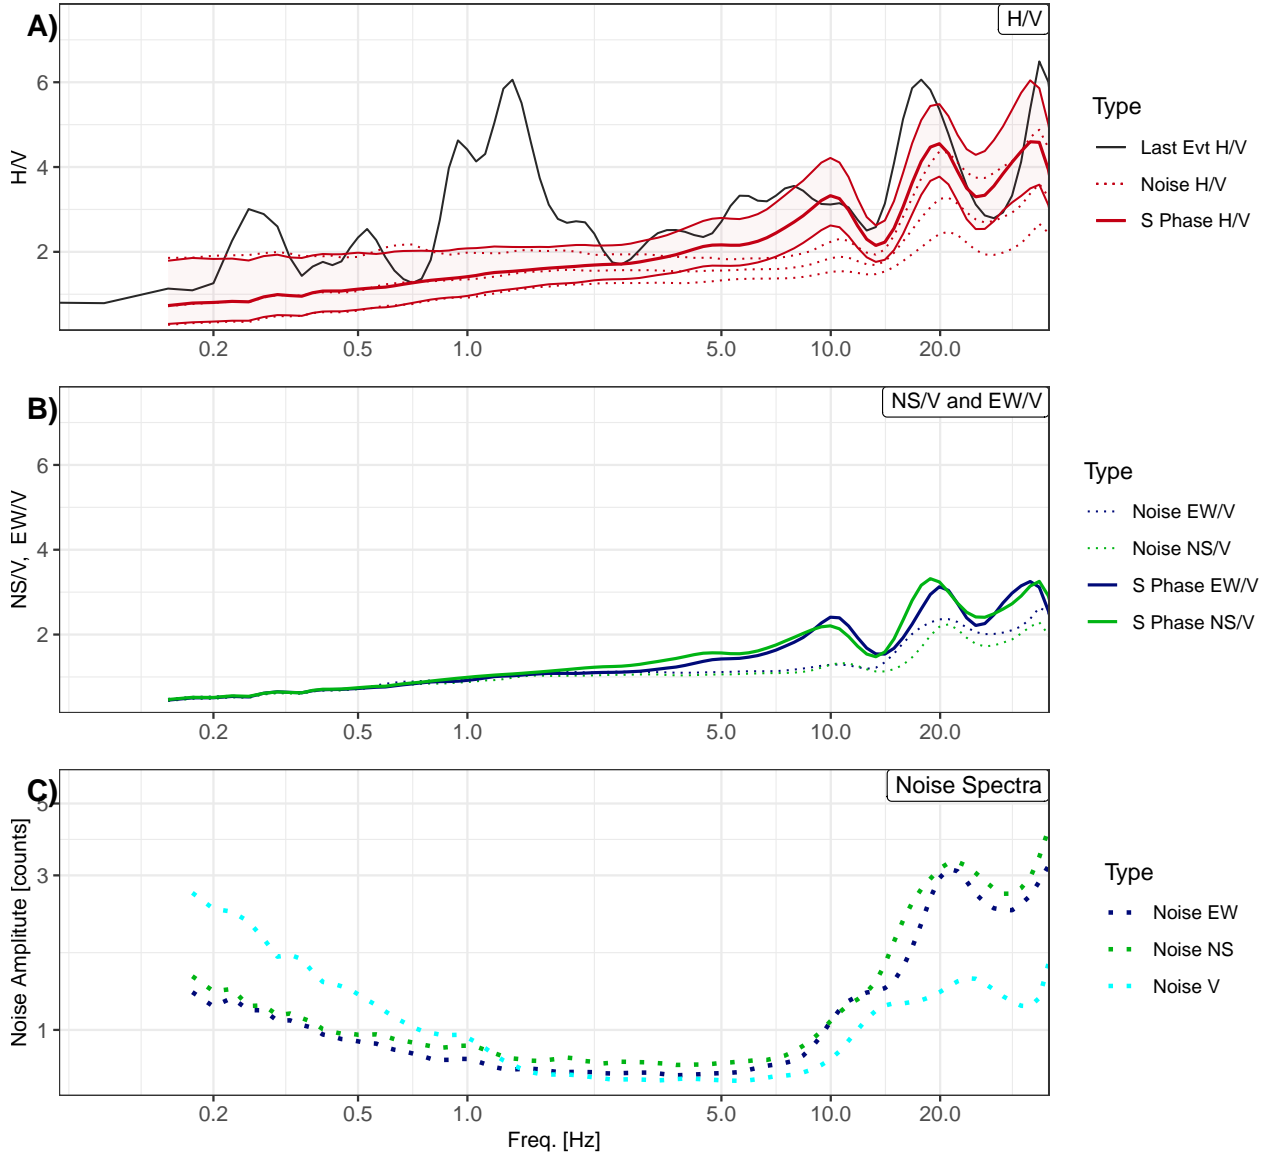 A)
H/V
6
4
2
H/V
0.2 0.5 1.0 5.0 10.0 20.0
Type
Last Evt H/V
Noise H/V
S Phase H/V
B)
NS/V and EW/V
6
4
2
NS/V, EW/V
0.2 0.5 1.0 5.0 10.0 20.0
Type
Noise EW/V
Noise NS/V
S Phase EW/V
S Phase NS/V
C)
Noise Spectra
5
3
1
Noise Amplitude [counts]
0.2 0.5 1.0 5.0 10.0 20.0
Freq. [Hz]
Type
Noise EW
Noise NS
Noise V